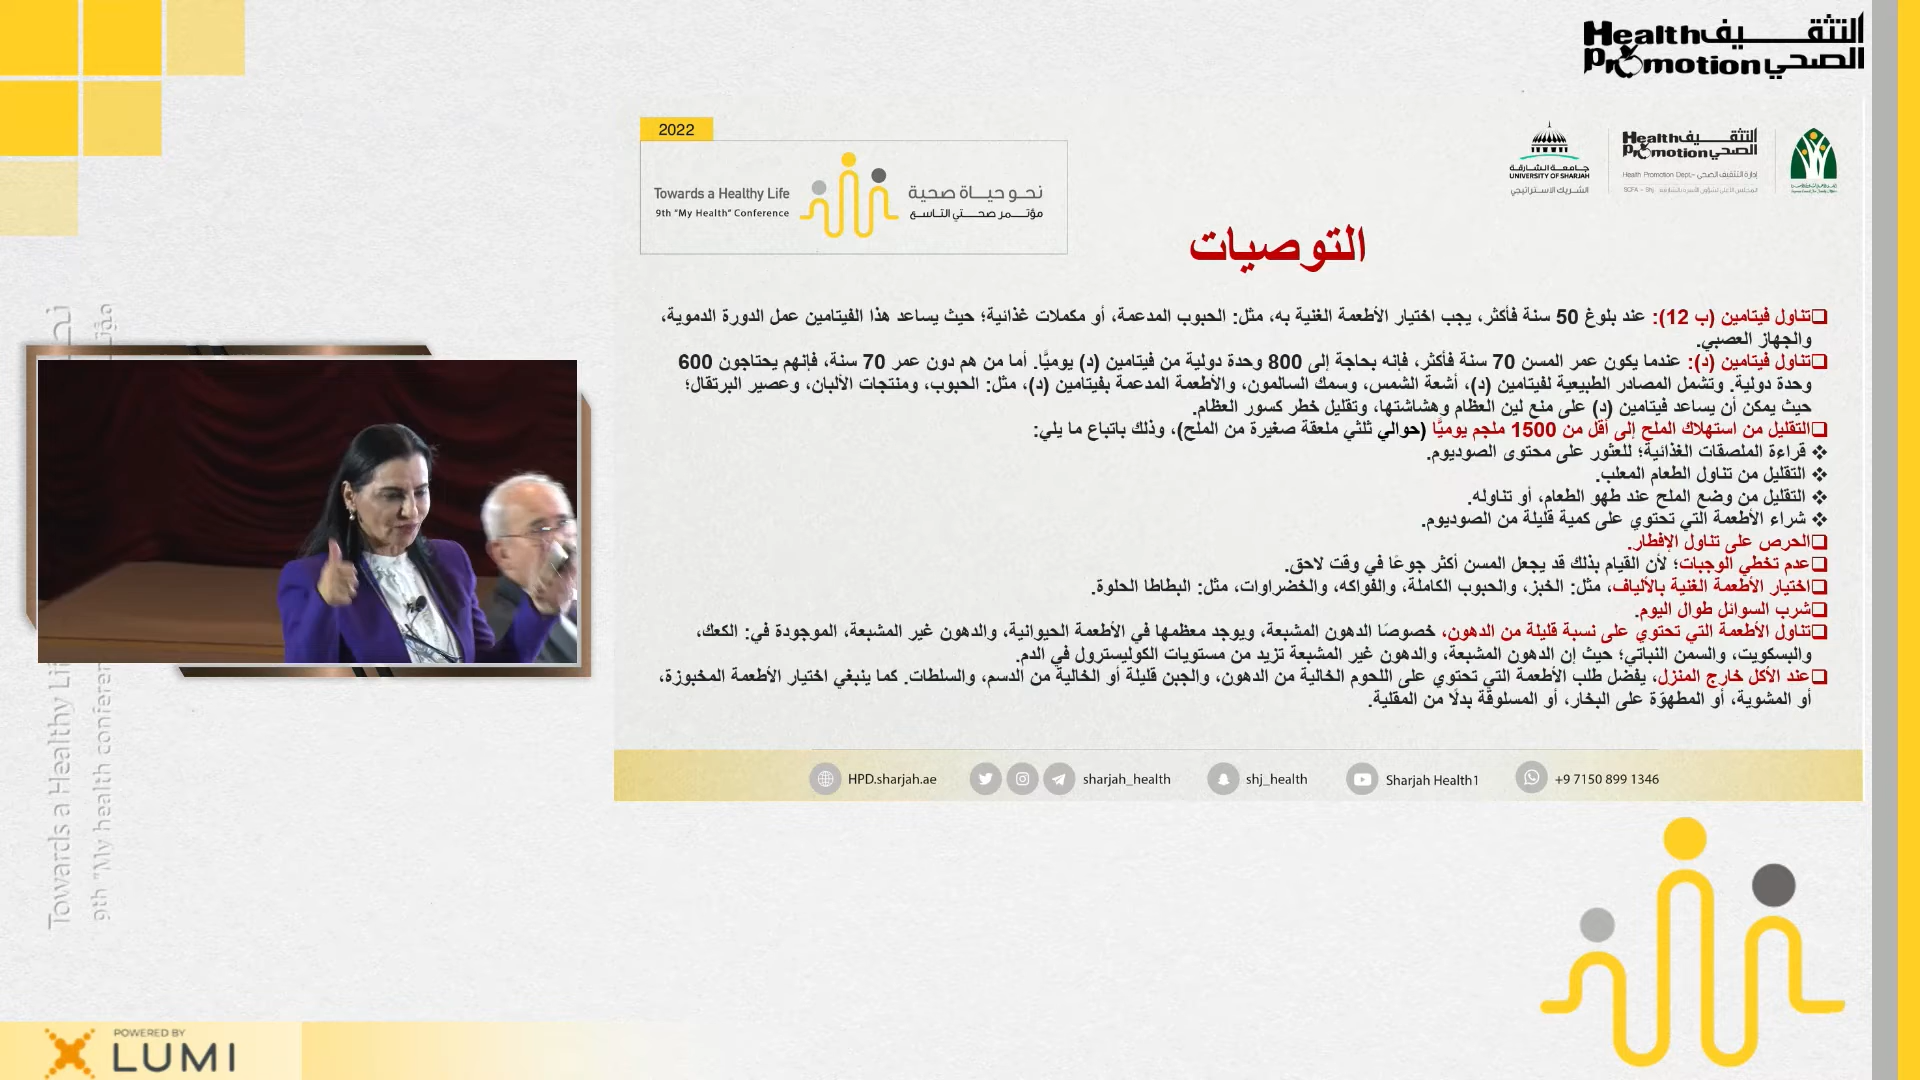 Health التثقيف
Promotion الصحي
2022
Towards a Healthy Life
9th "My Health" Conference
نحو حياة صحية
مؤتمر صحتي التاسع
جامعة الشارقة
UNIVERSITY OF SHARJAH
الشريك الاستراتيجي
Health التثقيف
Promotion الصحي
Health Promotion Dept.- إدارة التثقيف الصحي
التوصيات
تناول فيتامين (ب 12): عند بلوغ 50 سنة فأكثر، يجب اختيار الأطعمة الغنية به، مثل: الحبوب المدعمة، أو مكملات غذائية؛ حيث يساعد هذا الفيتامين عمل الدورة الدموية،
والجهاز العصبي.
تناول فيتامين (د): عندما يكون عمر المسن 70 سنة فأكثر، فإنه بحاجة إلى 800 وحدة دولية من فيتامين (د) يوميًّا. أما من هم دون عمر 70 سنة، فإنهم يحتاجون 600
وحدة دولية. وتشمل المصادر الطبيعية لفيتامين (د)، أشعة الشمس، وسمك السالمون، والأطعمة المدعمة بفيتامين (د)، مثل: الحبوب، ومنتجات الألبان، وعصير البرتقال؛
حيث يمكن أن يساعد فيتامين (د) على منع لين العظام وهشاشتها، وتقليل خطر كسور العظام.
التقليل من استهلاك الملح إلى أقل من 1500 ملجم يوميًّا (حوالي ثلثي ملعقة صغيرة من الملح)، وذلك باتباع ما يلي:
❖ قراءة الملصقات الغذائية؛ للعثور على محتوى الصوديوم.
❖ التقليل من تناول الطعام المعلب.
❖ التقليل من وضع الملح عند طهو الطعام، أو تناوله.
❖ شراء الأطعمة التي تحتوي على كمية قليلة من الصوديوم.
الحرص على تناول الإفطار.
عدم تخطي الوجبات؛ لأن القيام بذلك قد يجعل المسن أكثر جوعًا في وقت لاحق.
اختيار الأطعمة الغنية بالألياف، مثل: الخبز، والحبوب الكاملة، والفواكه، والخضراوات، مثل: البطاطا الحلوة.
شرب السوائل طوال اليوم.
تناول الأطعمة التي تحتوي على نسبة قليلة من الدهون، خصوصًا الدهون المشبعة، ويوجد معظمها في الأطعمة الحيوانية، والدهون غير المشبعة، الموجودة في: الكعك،
والبسكويت، والسمن النباتي؛ حيث إن الدهون المشبعة، والدهون غير المشبعة تزيد من مستويات الكوليسترول في الدم.
عند الأكل خارج المنزل، يفضل طلب الأطعمة التي تحتوي على اللحوم الخالية من الدهون، والجبن قليلة أو الخالية من الدسم، والسلطات. كما ينبغي اختيار الأطعمة المخبوزة،
أو المشوية، أو المطهوّة على البخار، أو المسلوقة بدلًا من المقلية.
HPD.sharjah.ae
sharjah_health
shj_health
Sharjah Health1
+9 7150 899 1346
Towards a Healthy Life
9th "My health conferen
POWERED BY
LUMI